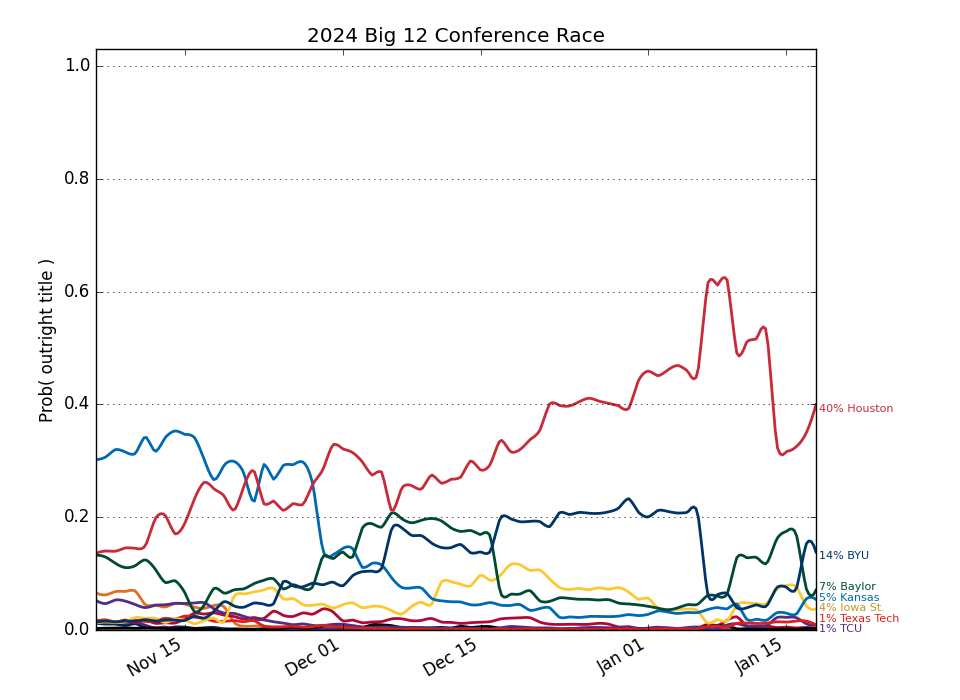 2024 Big 12 Conference Race
Prob( outright title )
1.0
0.8
0.6
0.4
0.2
0.0
Nov 15
Dec 01
Dec 15
Jan 01
Jan 15
40% Houston
14% BYU
7% Baylor
5% Kansas
4% Iowa St.
1% Texas Tech
1% TCU